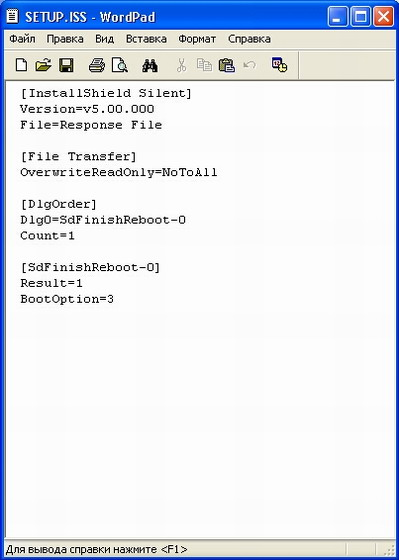 SETUP.ISS - WordPad
Файл Правка Вид Вставка Формат Справка
[InstallShield Silent]
Version=v5.00.000
File=Response File
[File Transfer]
OverwriteReadOnly=NoToAll
[DlgOrder]
Dlg0=SdFinishReboot-0
Count=1
[SdFinishReboot-0]
Result=1
BootOption=3
Для вывода справки нажмите <F1>